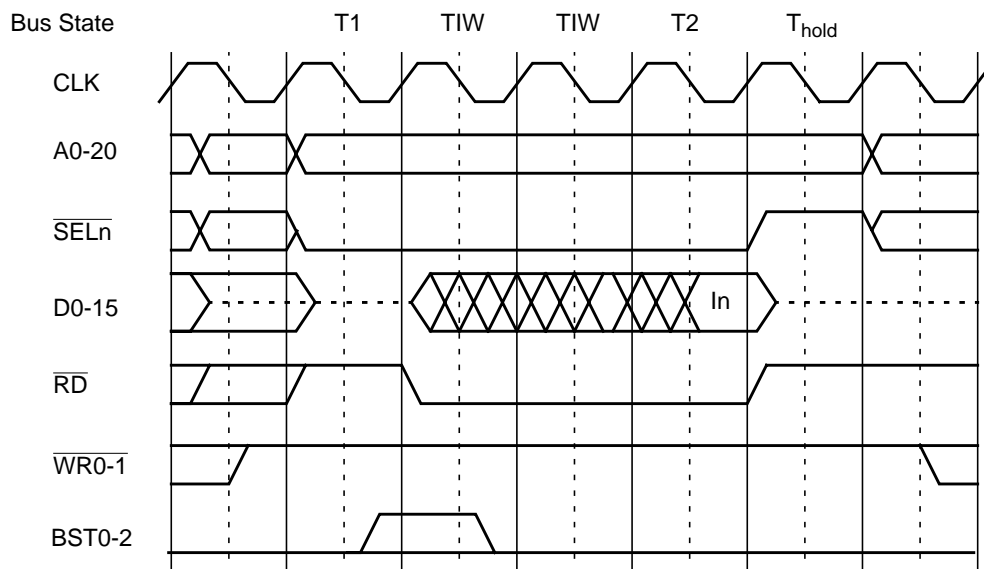 Bus State T1 TIW TIW T2 Thold
CLK
A0-20
SELn
D0-15 In
RD
WR0-1
BST0-2